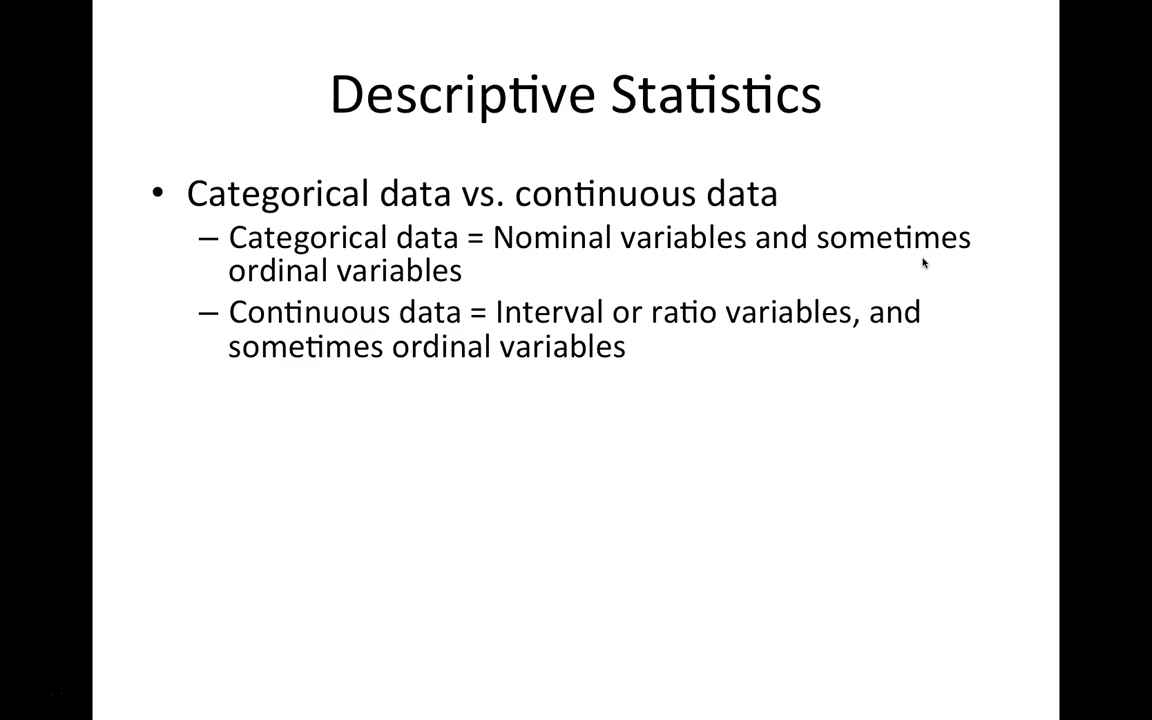 Descriptive Statistics
• Categorical data vs. continuous data
– Categorical data = Nominal variables and sometimes
ordinal variables
– Continuous data = Interval or ratio variables, and
sometimes ordinal variables